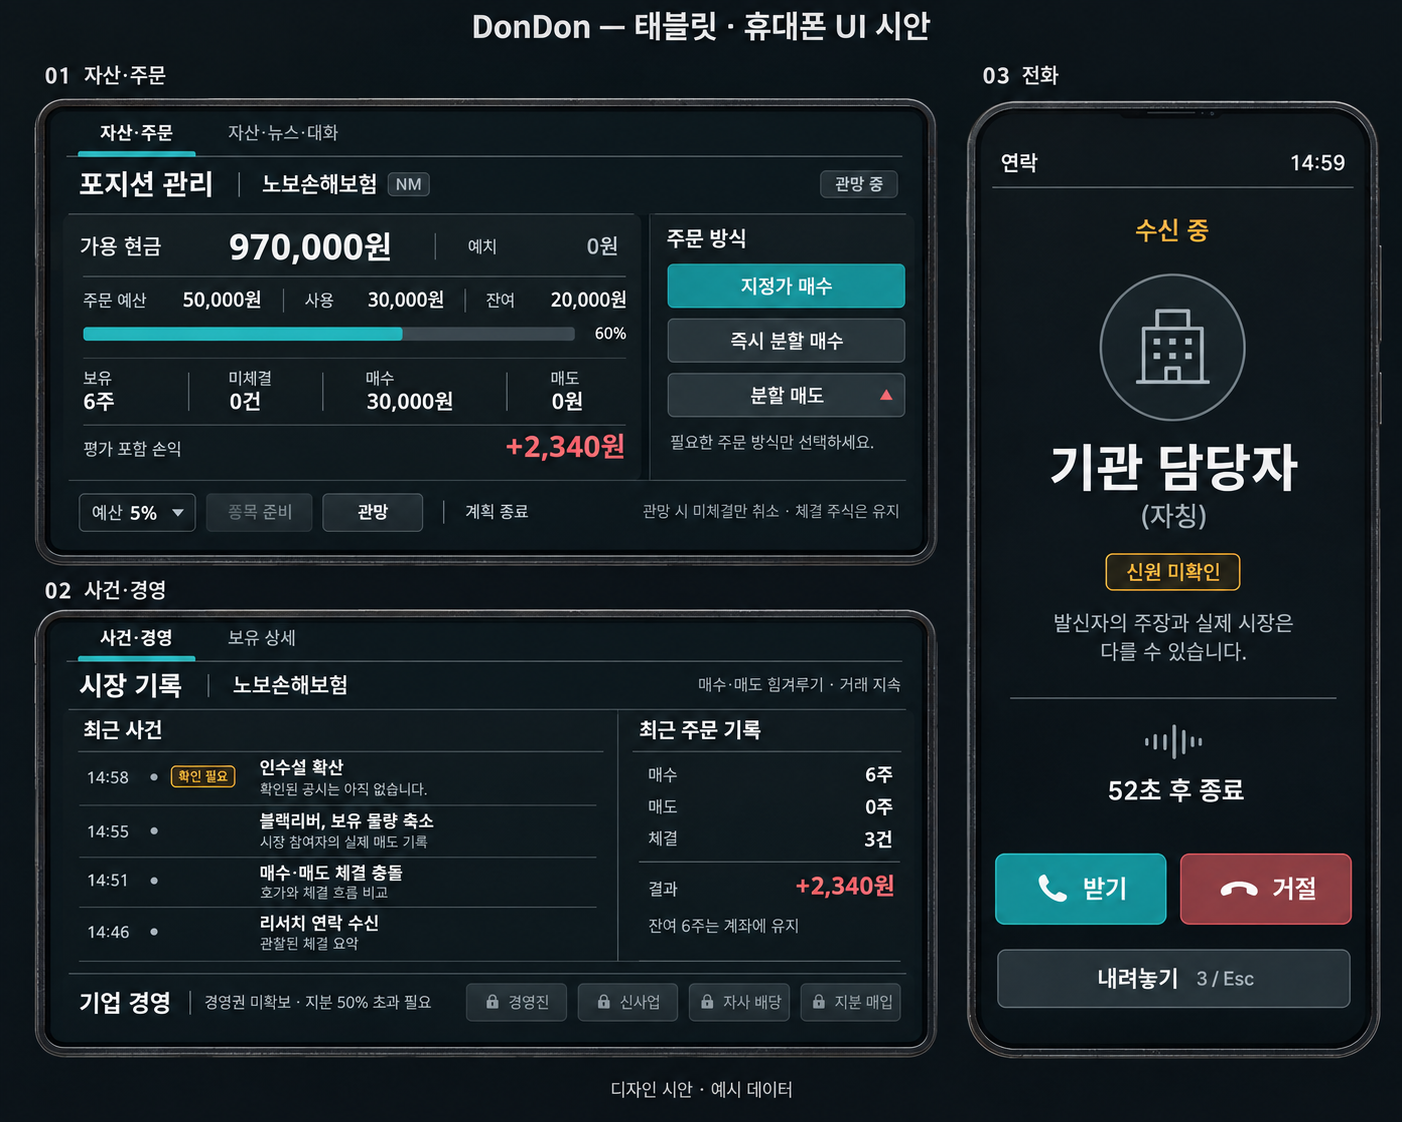 DonDon — 태블릿 · 휴대폰 UI 시안
01 자산·주문
자산·주문 자산·뉴스·대화
포지션 관리 노보손해보험 NM 관망 중
가용 현금 970,000원 예치 0원
주문 예산 50,000원 사용 30,000원 잔여 20,000원
60%
보유 미체결 매수 매도
6주 0건 30,000원 0원
평가 포함 손익 +2,340원
주문 방식
지정가 매수
즉시 분할 매수
분할 매도 ▲
필요한 주문 방식만 선택하세요.
예산 5% ▼ 종목 준비 관망 계획 종료 관망 시 미체결만 취소 · 체결 주식은 유지
02 사건·경영
사건·경영 보유 상세
시장 기록 노보손해보험 매수·매도 힘겨루기 · 거래 지속
최근 사건
14:58 확인 필요 인수설 확산
확인된 공시는 아직 없습니다.
14:55 블랙리버, 보유 물량 축소
시장 참여자의 실제 매도 기록
14:51 매수·매도 체결 충돌
호가와 체결 흐름 비교
14:46 리서치 연락 수신
관찰된 체결 요약
최근 주문 기록
매수 6주
매도 0주
체결 3건
결과 +2,340원
잔여 6주는 계좌에 유지
기업 경영 경영권 미확보 · 지분 50% 초과 필요 경영진 신사업 자사 배당 지분 매입
03 전화
연락 14:59
수신 중
기관 담당자
(자칭)
신원 미확인
발신자의 주장과 실제 시장은
다를 수 있습니다.
52초 후 종료
받기 거절
내려놓기 3 / Esc
디자인 시안 · 예시 데이터